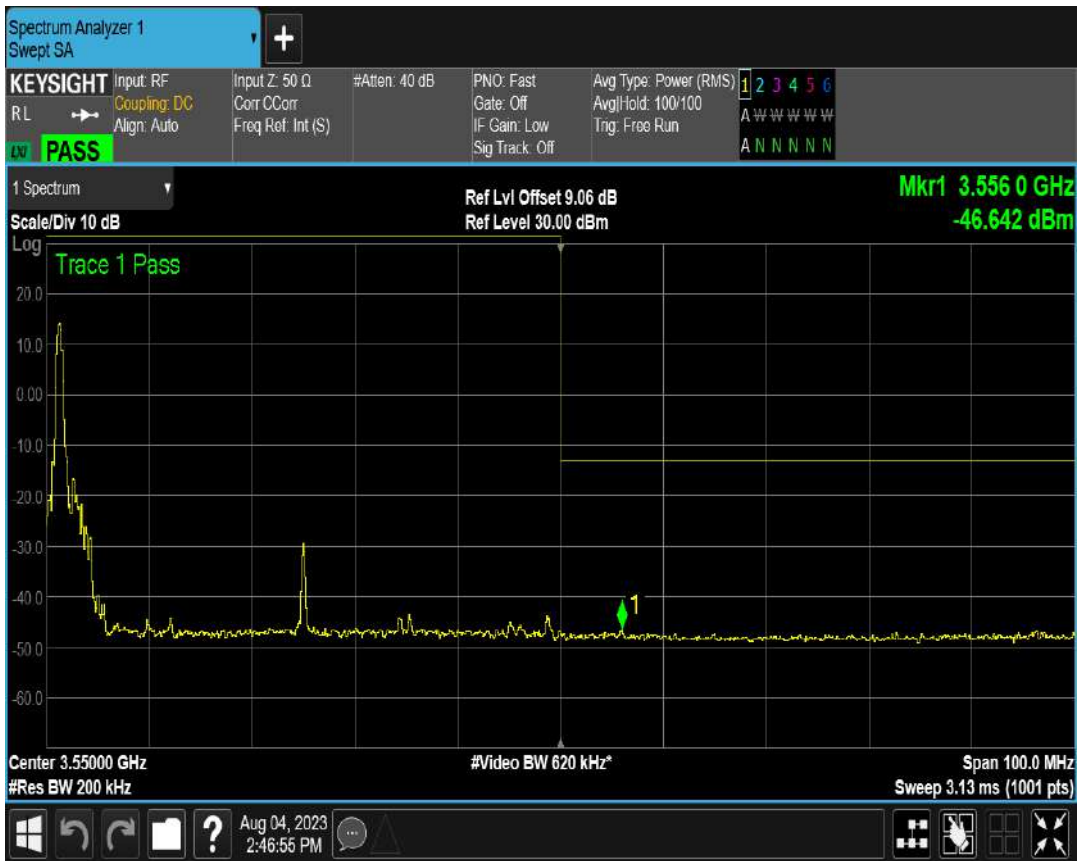 Spectrum Analyzer 1
Swept SA
+
KEYSIGHT
RL
LXI PASS
Input: RF
Coupling: DC
Align: Auto
Input Z: 50 Ω
Corr CCorr
Freq Ref: Int (S)
#Atten: 40 dB
PNO: Fast
Gate: Off
IF Gain: Low
Sig Track: Off
Avg Type: Power (RMS)
Avg|Hold: 100/100
Trig: Free Run
1 2 3 4 5 6
A W W W W W
A N N N N N
1 Spectrum
Scale/Div 10 dB
Ref Lvl Offset 9.06 dB
Ref Level 30.00 dBm
Mkr1 3.556 0 GHz
-46.642 dBm
Log
Trace 1 Pass
20.0
10.0
0.00
-10.0
-20.0
-30.0
-40.0
-50.0
-60.0
1
Center 3.55000 GHz
#Res BW 200 kHz
#Video BW 620 kHz*
Span 100.0 MHz
Sweep 3.13 ms (1001 pts)
?
Aug 04, 2023
2:46:55 PM